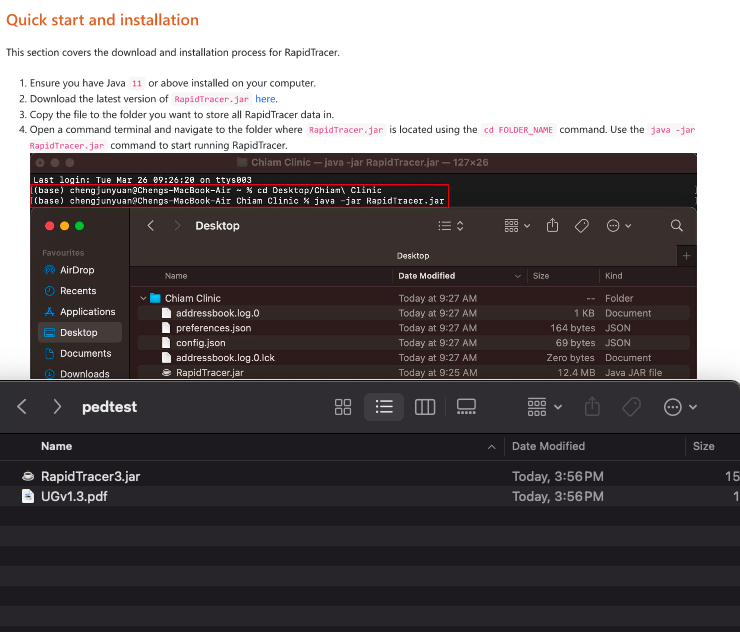 Quick start and installation
This section covers the download and installation process for RapidTracer.
1. Ensure you have Java 11 or above installed on your computer.
2. Download the latest version of RapidTracer.jar here.
3. Copy the file to the folder you want to store all RapidTracer data in.
4. Open a command terminal and navigate to the folder where RapidTracer.jar is located using the cd FOLDER_NAME command. Use the java -jar
RapidTracer.jar command to start running RapidTracer.
Chiam Clinic — java -jar RapidTracer.jar — 127×26
Last login: Tue Mar 26 09:26:20 on ttys003
[(base) chengjunyuan@Chengs-MacBook-Air ~ % cd Desktop/Chiam\ Clinic ]
[(base) chengjunyuan@Chengs-MacBook-Air Chiam Clinic % java -jar RapidTracer.jar ]
Desktop
Desktop
Favourites
AirDrop
Recents
Applications
Desktop
Documents
Downloads
Name Date Modified Size Kind
Chiam Clinic Today at 9:27 AM -- Folder
addressbook.log.0 Today at 9:27 AM 1 KB Document
preferences.json Today at 9:27 AM 164 bytes JSON
config.json Today at 9:27 AM 69 bytes JSON
addressbook.log.0.lck Today at 9:27 AM Zero bytes Document
RapidTracer.jar Today at 9:25 AM 12.4 MB Java JAR file
pedtest
Name Date Modified Size
RapidTracer3.jar Today, 3:56 PM 15
UGv1.3.pdf Today, 3:56 PM 1